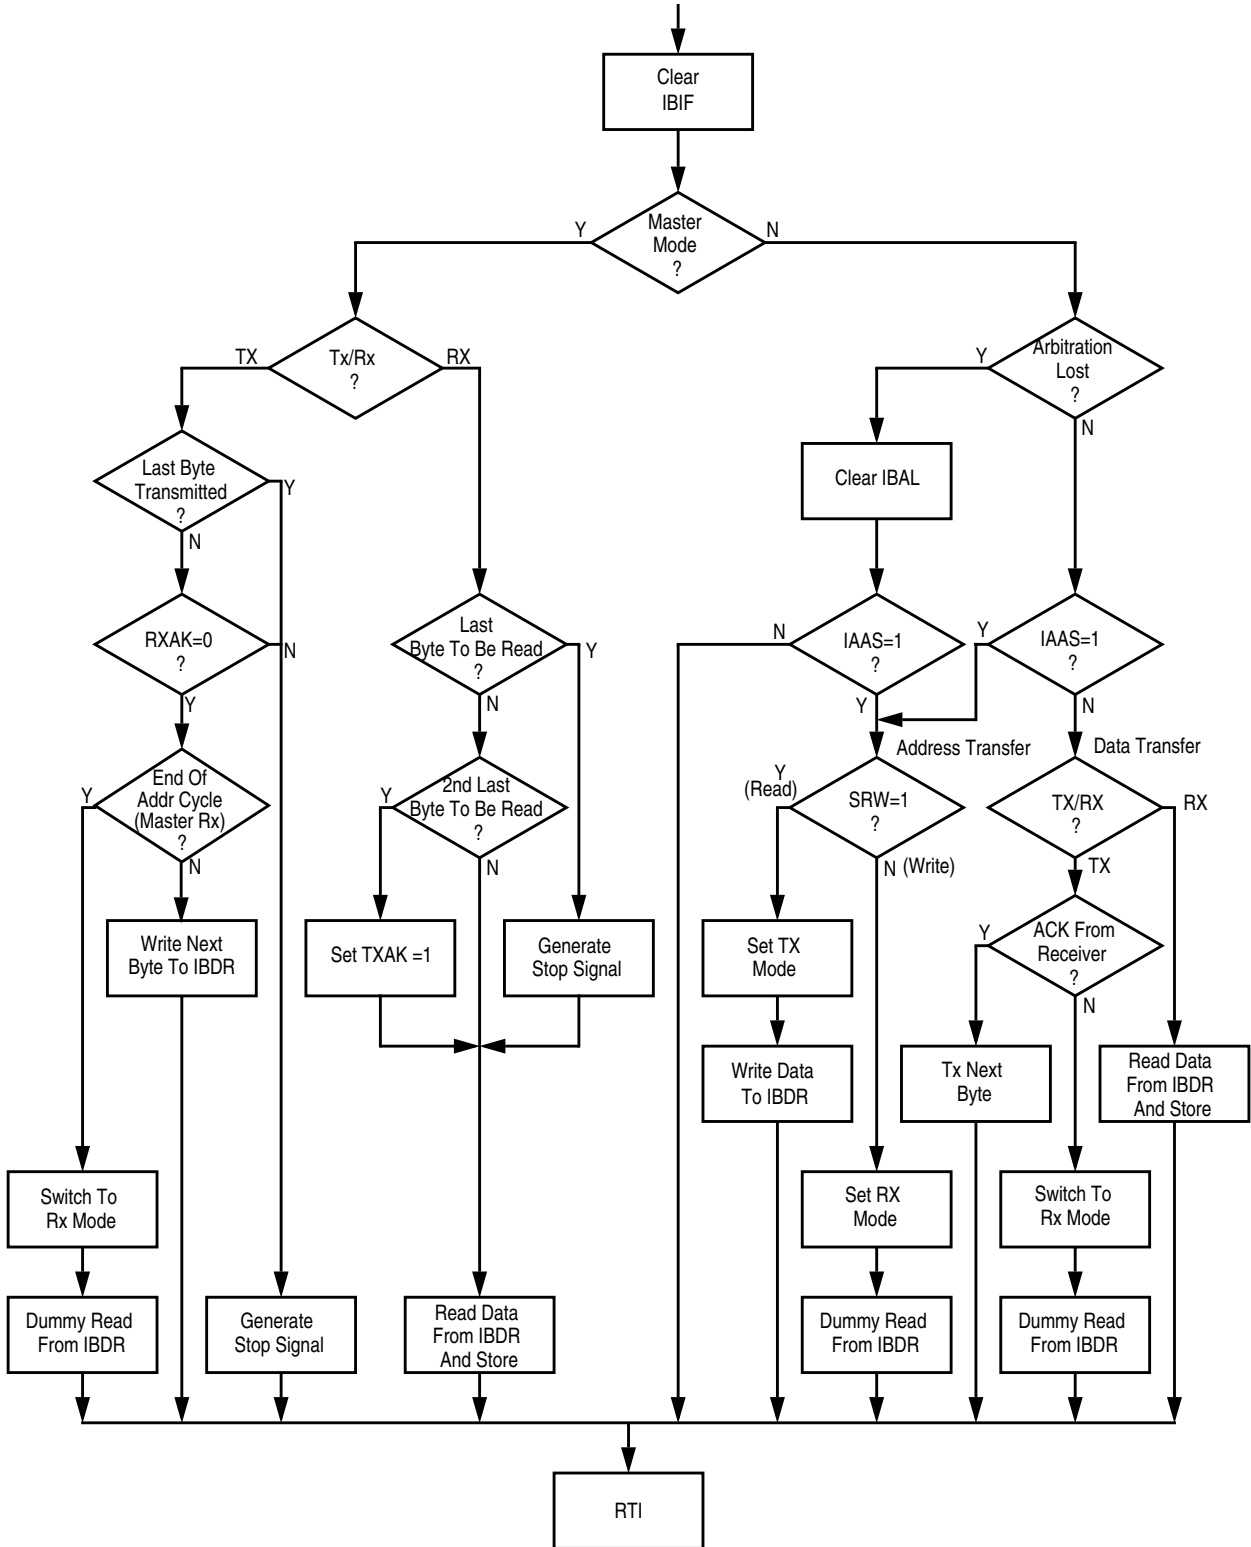 Clear
IBIF
Master
Mode
?
Y
N
Tx/Rx
?
TX
RX
Arbitration
Lost
?
Y
N
Last Byte
Transmitted
?
Y
N
Clear IBAL
RXAK=0
?
N
Y
Last
Byte To Be Read
?
Y
N
IAAS=1
?
N
Y
IAAS=1
?
Y
N
Address Transfer
Data Transfer
End Of
Addr Cycle
(Master Rx)
?
Y
N
2nd Last
Byte To Be Read
?
Y
N
Y
(Read)
SRW=1
?
N (Write)
TX/RX
?
RX
TX
Write Next
Byte To IBDR
Set TXAK =1
Generate
Stop Signal
Set TX
Mode
ACK From
Receiver
?
Y
N
Write Data
To IBDR
Tx Next
Byte
Read Data
From IBDR
And Store
Switch To
Rx Mode
Set RX
Mode
Switch To
Rx Mode
Dummy Read
From IBDR
Generate
Stop Signal
Read Data
From IBDR
And Store
Dummy Read
From IBDR
Dummy Read
From IBDR
RTI